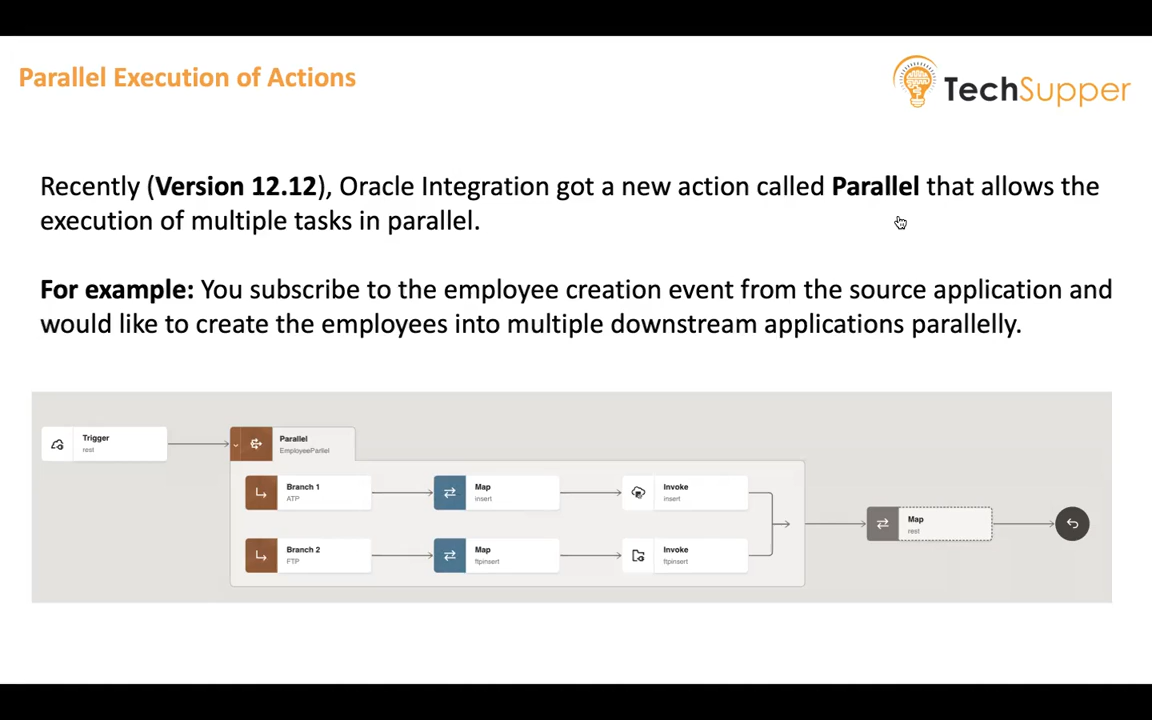 Parallel Execution of Actions
TechSupper
Recently (Version 12.12), Oracle Integration got a new action called Parallel that allows the
execution of multiple tasks in parallel.
For example: You subscribe to the employee creation event from the source application and
would like to create the employees into multiple downstream applications parallelly.
Trigger
rest
Parallel
EmployeeParllel
Branch 1
ATP
Map
insert
Invoke
insert
Branch 2
FTP
Map
ftpinsert
Invoke
ftpinsert
Map
rest